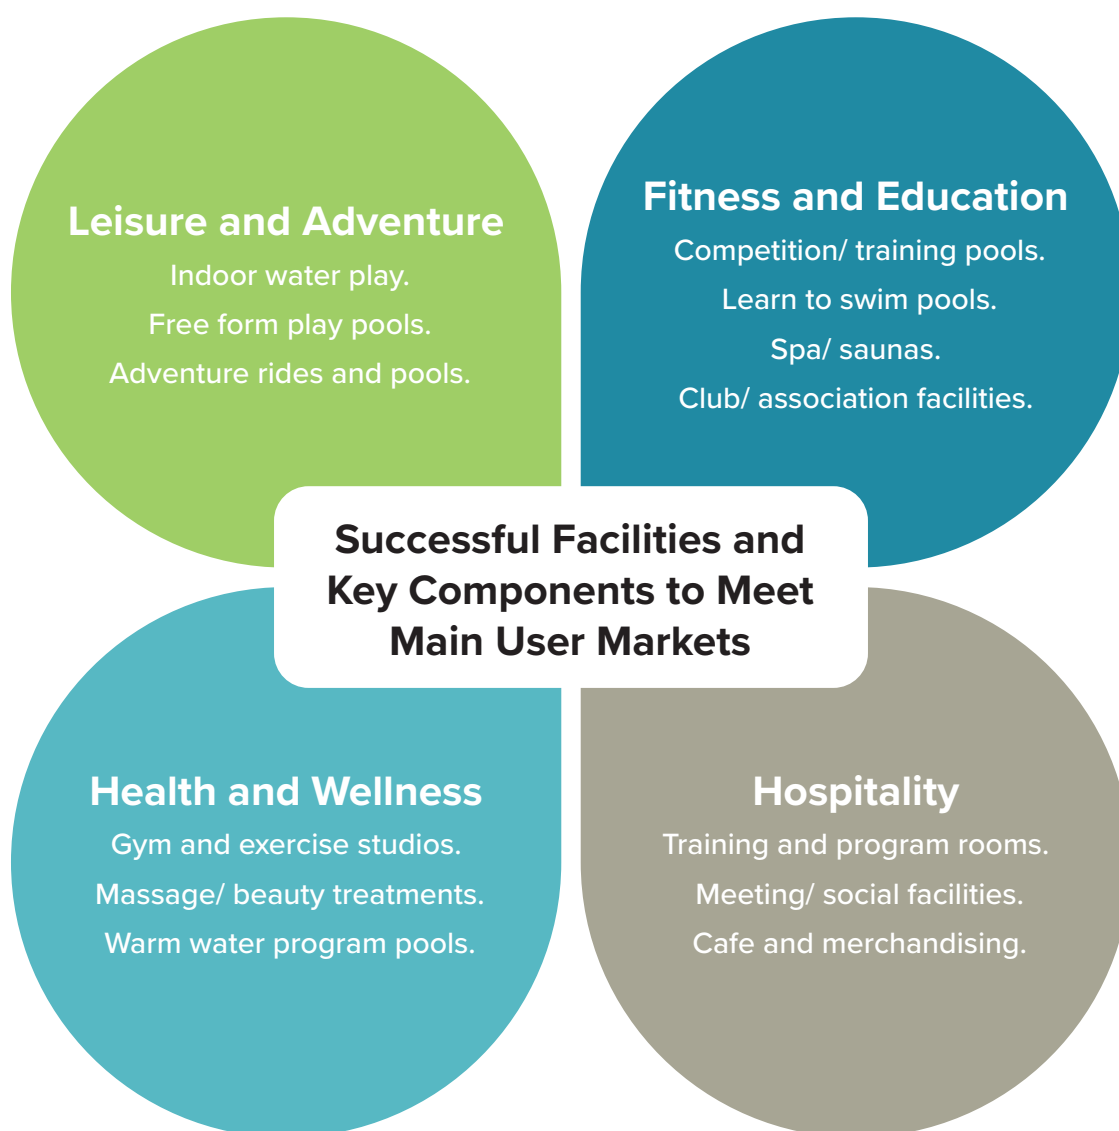 Leisure and Adventure
Indoor water play.
Free form play pools.
Adventure rides and pools.
Fitness and Education
Competition/ training pools.
Learn to swim pools.
Spa/ saunas.
Club/ association facilities.
Successful Facilities and
Key Components to Meet
Main User Markets
Health and Wellness
Gym and exercise studios.
Massage/ beauty treatments.
Warm water program pools.
Hospitality
Training and program rooms.
Meeting/ social facilities.
Cafe and merchandising.